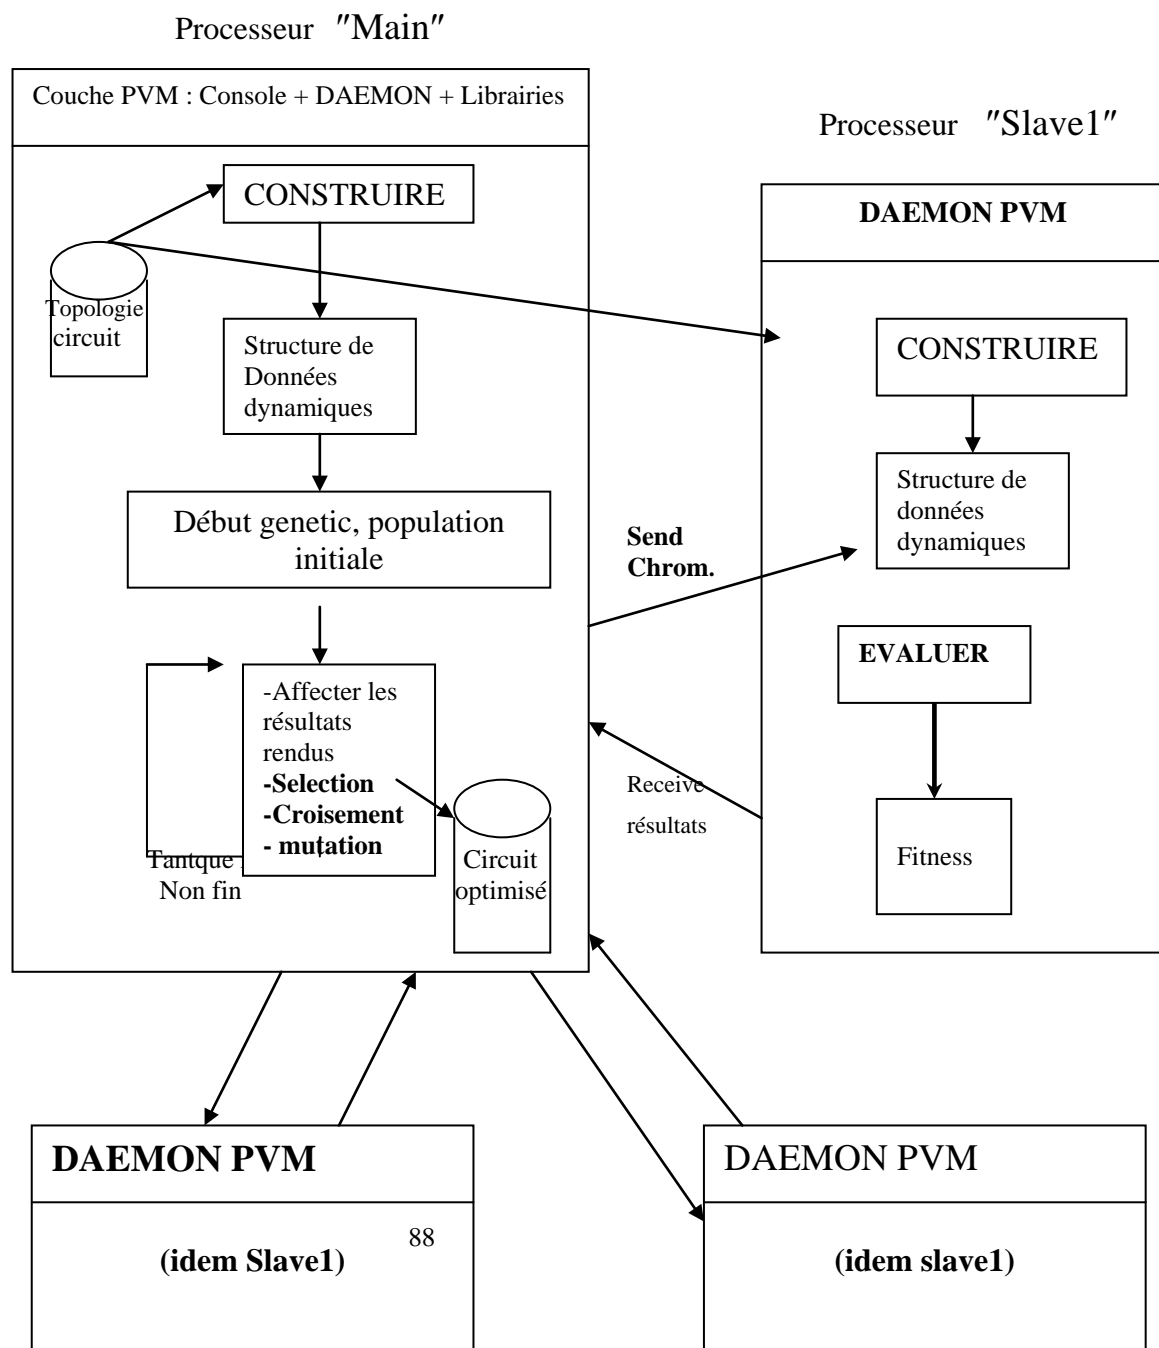 Processeur "Main"
Couche PVM : Console + DAEMON + Librairies
CONSTRUIRE
Topologie
circuit
Structure de
Données
dynamiques
Début genetic, population
initiale
-Affecter les
résultats
rendus
-Selection
-Croisement
- mutation
Tantque
Non fin
Circuit
optimisé
Send
Chrom.
Receive
résultats
Processeur "Slave1"
DAEMON PVM
CONSTRUIRE
Structure de
données
dynamiques
EVALUER
Fitness
DAEMON PVM
88
(idem Slave1)
DAEMON PVM
(idem slave1)